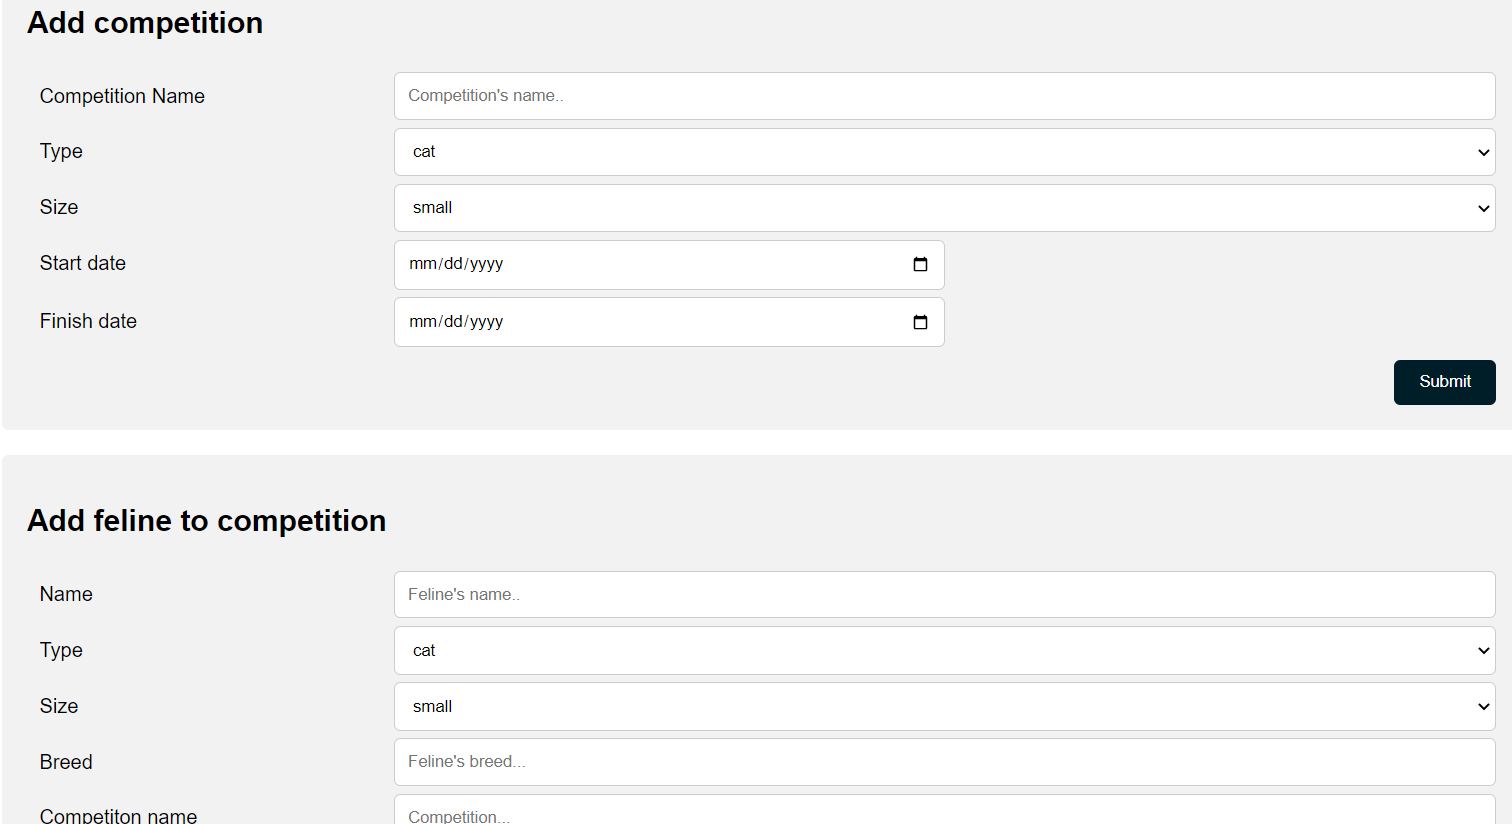 Add competition
Competition Name
Competition's name..
Type
cat
Size
small
Start date
mm/dd/yyyy
Finish date
mm/dd/yyyy
Submit
Add feline to competition
Name
Feline's name..
Type
cat
Size
small
Breed
Feline's breed...
Competiton name
Competition...